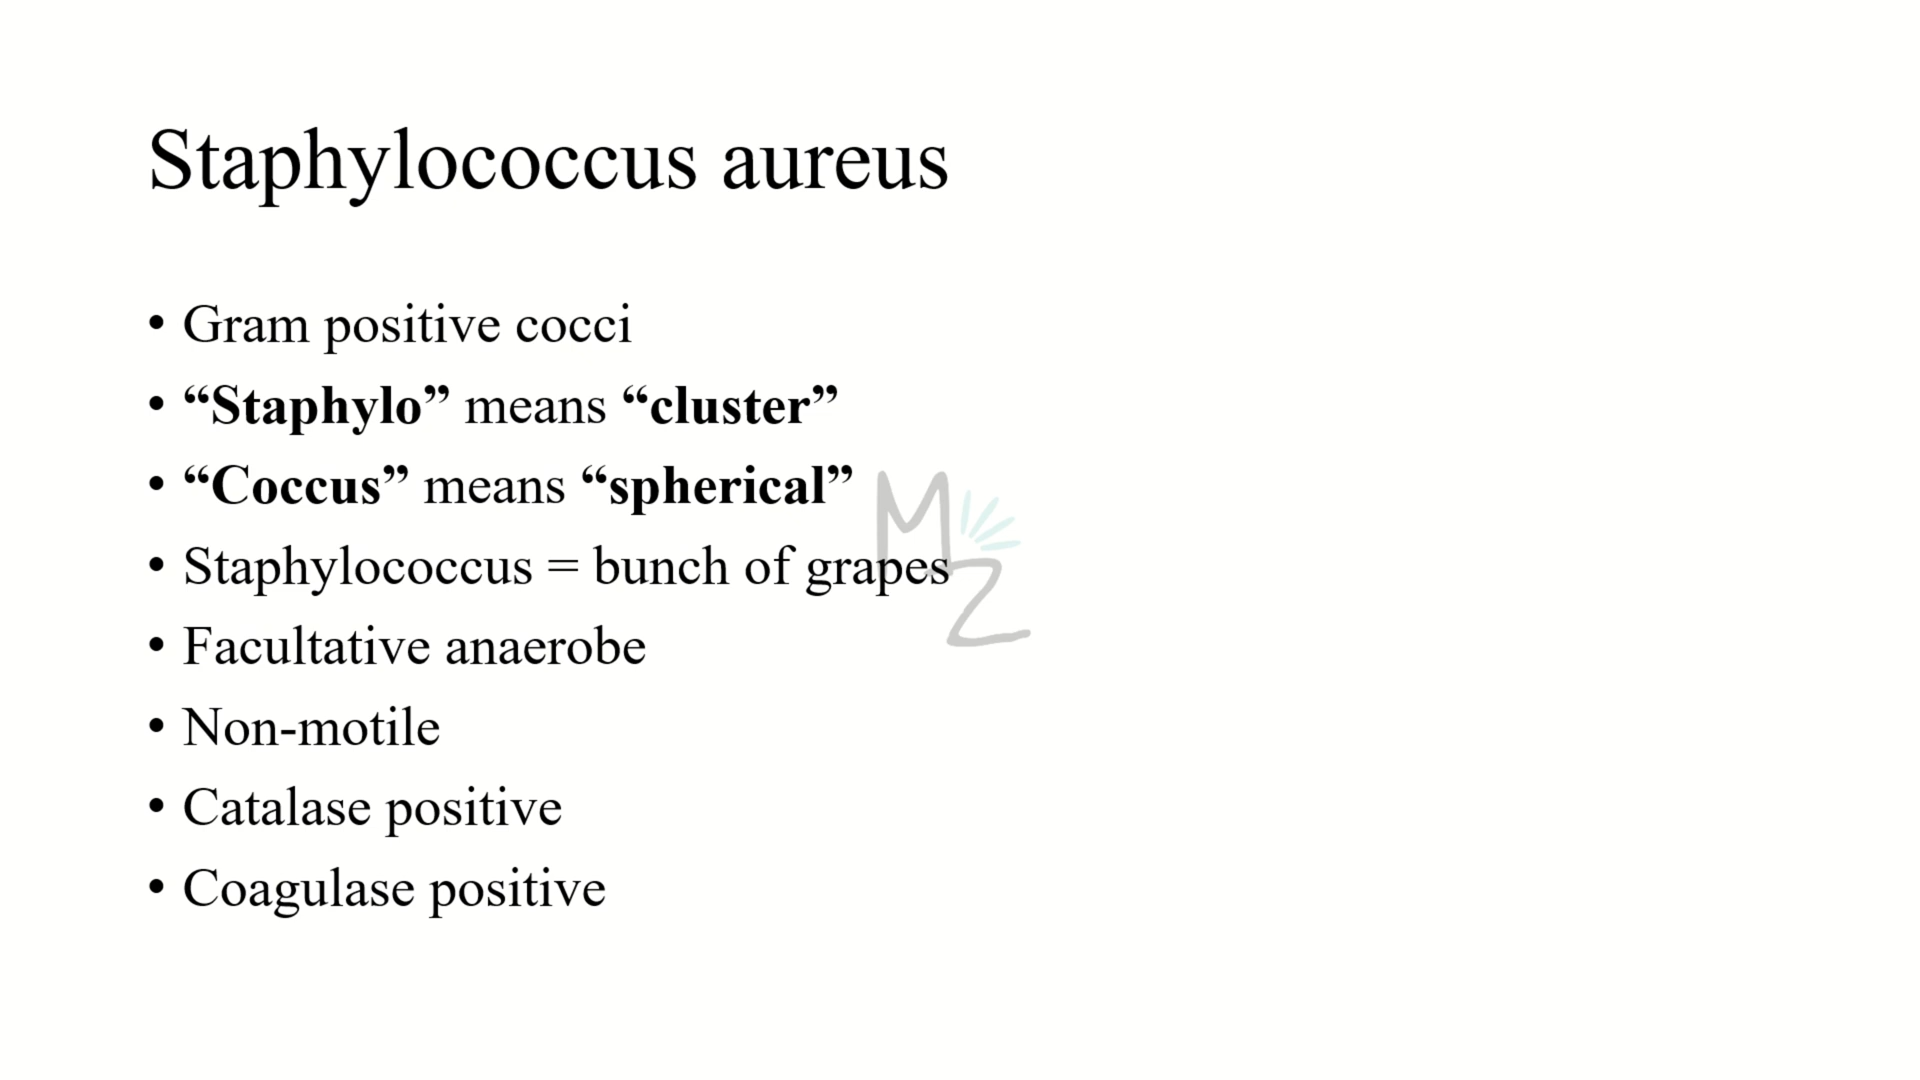 Staphylococcus aureus
• Gram positive cocci
• “Staphylo” means “cluster”
• “Coccus” means “spherical”
• Staphylococcus = bunch of grapes
• Facultative anaerobe
• Non-motile
• Catalase positive
• Coagulase positive
MZ